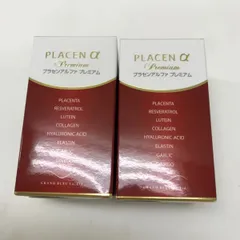 PLACEN α
Premium
プラセンアルファ プレミアム
PLACENTA
RESVERATROL
LUTEIN
COLLAGEN
HYALURONIC ACID
ELASTIN
GARLIC
PLACEN α
Premium
プラセンアルファ プレミアム
PLACENTA
RESVERATROL
LUTEIN
COLLAGEN
HYALURONIC ACID
ELASTIN
GARLIC